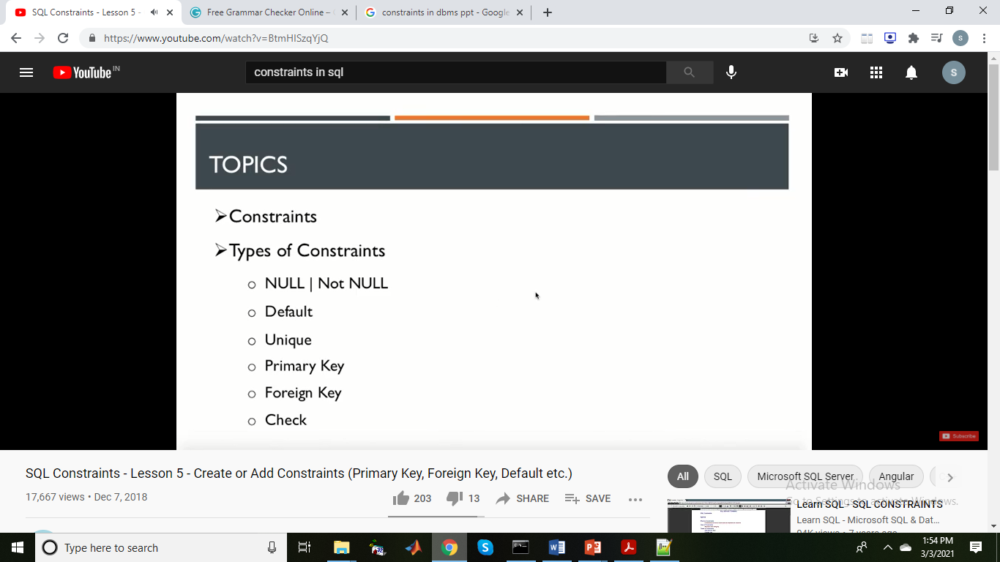 SQL Constraints - Lesson 5 -
Free Grammar Checker Online –
constraints in dbms ppt - Google
https://www.youtube.com/watch?v=BtmHISzqYjQ
S
YouTube IN
constraints in sql
S
TOPICS
➢Constraints
➢Types of Constraints
o NULL | Not NULL
o Default
o Unique
o Primary Key
o Foreign Key
o Check
Subscribe
SQL Constraints - Lesson 5 - Create or Add Constraints (Primary Key, Foreign Key, Default etc.)
17,667 views • Dec 7, 2018
203
13
SHARE
SAVE
All
SQL
Microsoft SQL Server
Angular
Activate Windows
Go to Settings to activate Windows.
Learn SQL - SQL CONSTRAINTS
Learn SQL - Microsoft SQL & Dat...
94K views • 7 years ago
Type here to search
1:54 PM
3/3/2021